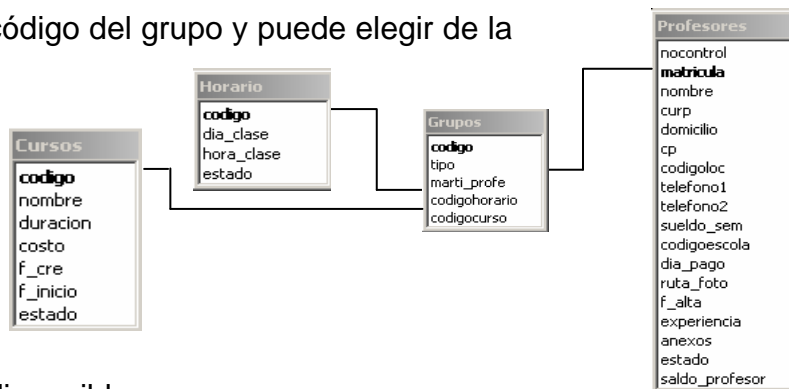 código del grupo y puede elegir de la
Profesores
nocontrol
matricula
nombre
curp
domicilio
cp
codigoloc
telefono1
telefono2
sueldo_sem
codigoescola
dia_pago
ruta_foto
f_alta
experiencia
anexos
estado
saldo_profesor
Horario
codigo
dia_clase
hora_clase
estado
Grupos
codigo
tipo
marti_profe
codigohorario
codigocurso
Cursos
codigo
nombre
duracion
costo
f_cre
f_inicio
estado